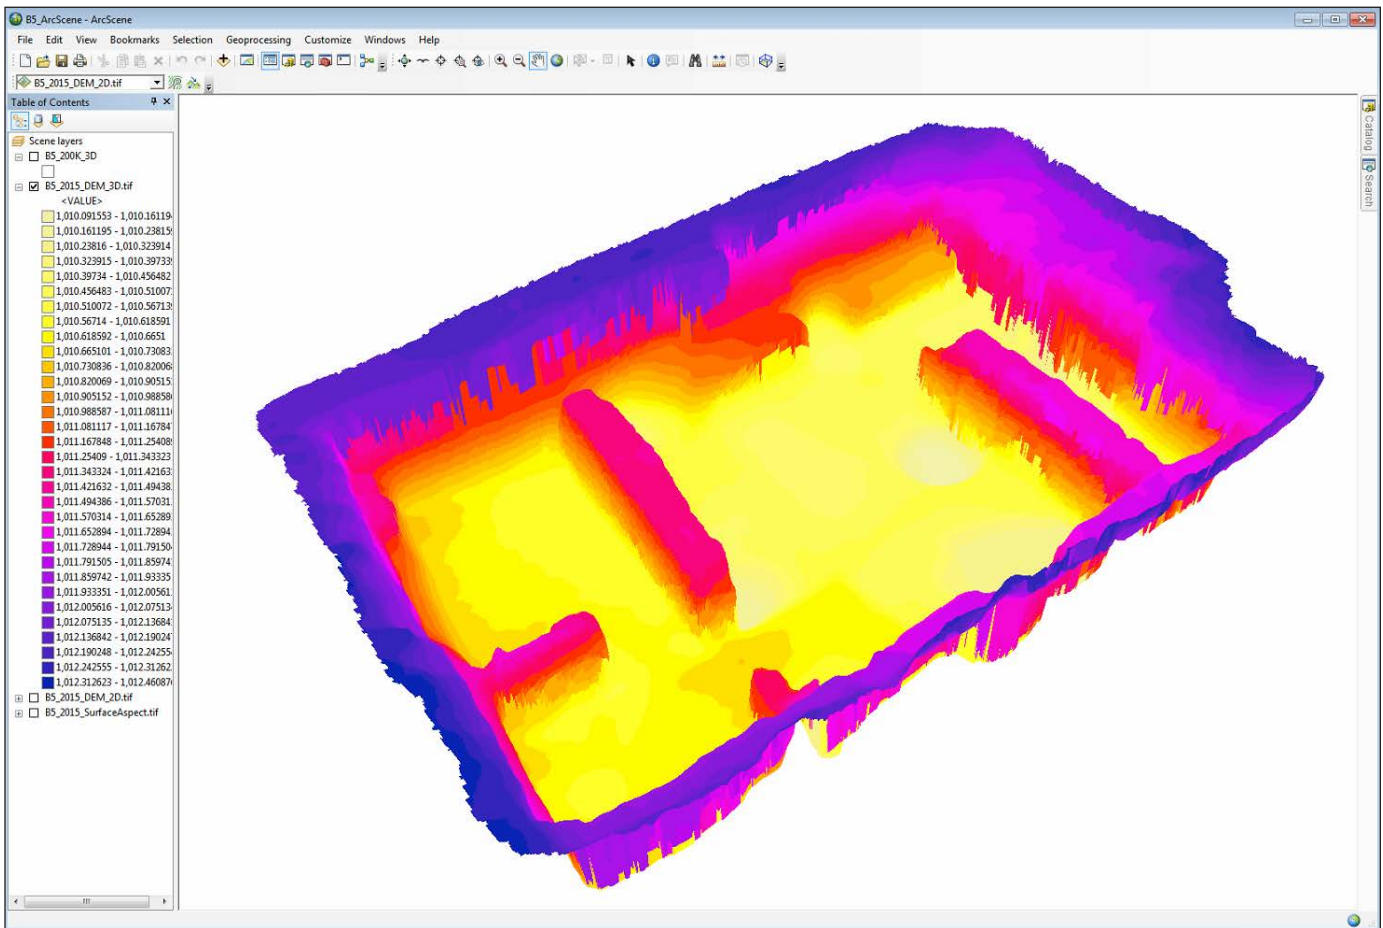 B5_ArcScene - ArcScene
File Edit View Bookmarks Selection Geoprocessing Customize Windows Help
B5_2015_DEM_2D.tif
Table of Contents
Scene layers
B5_200K_3D
B5_2015_DEM_3D.tif
<VALUE>
1,010.091553 - 1,010.16119
1,010.161195 - 1,010.23815
1,010.23816 - 1,010.323914
1,010.323915 - 1,010.39733
1,010.39734 - 1,010.456482
1,010.456483 - 1,010.51007
1,010.510072 - 1,010.56713
1,010.56714 - 1,010.618591
1,010.618592 - 1,010.6651
1,010.665101 - 1,010.73083
1,010.730836 - 1,010.82006
1,010.820069 - 1,010.90515
1,010.905152 - 1,010.98858
1,010.988587 - 1,011.08111
1,011.081117 - 1,011.16784
1,011.167848 - 1,011.25408
1,011.25409 - 1,011.343323
1,011.343324 - 1,011.42163
1,011.421632 - 1,011.49438
1,011.494386 - 1,011.57031
1,011.570314 - 1,011.65289
1,011.652894 - 1,011.72894
1,011.728944 - 1,011.79150
1,011.791505 - 1,011.85974
1,011.859742 - 1,011.93335
1,011.933351 - 1,012.00561
1,012.005616 - 1,012.07513
1,012.075135 - 1,012.13684
1,012.136842 - 1,012.19024
1,012.190248 - 1,012.24255
1,012.242555 - 1,012.31262
1,012.312623 - 1,012.46087
B5_2015_DEM_2D.tif
B5_2015_SurfaceAspect.tif
Catalog
Search